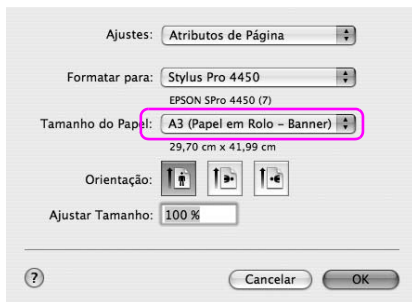 Ajustes: Atributos de Página
Formatar para: Stylus Pro 4450
EPSON SPro 4450 (7)
Tamanho do Papel: A3 (Papel em Rolo – Banner)
29,70 cm x 41,99 cm
Orientação:
Ajustar Tamanho: 100 %
? Cancelar OK